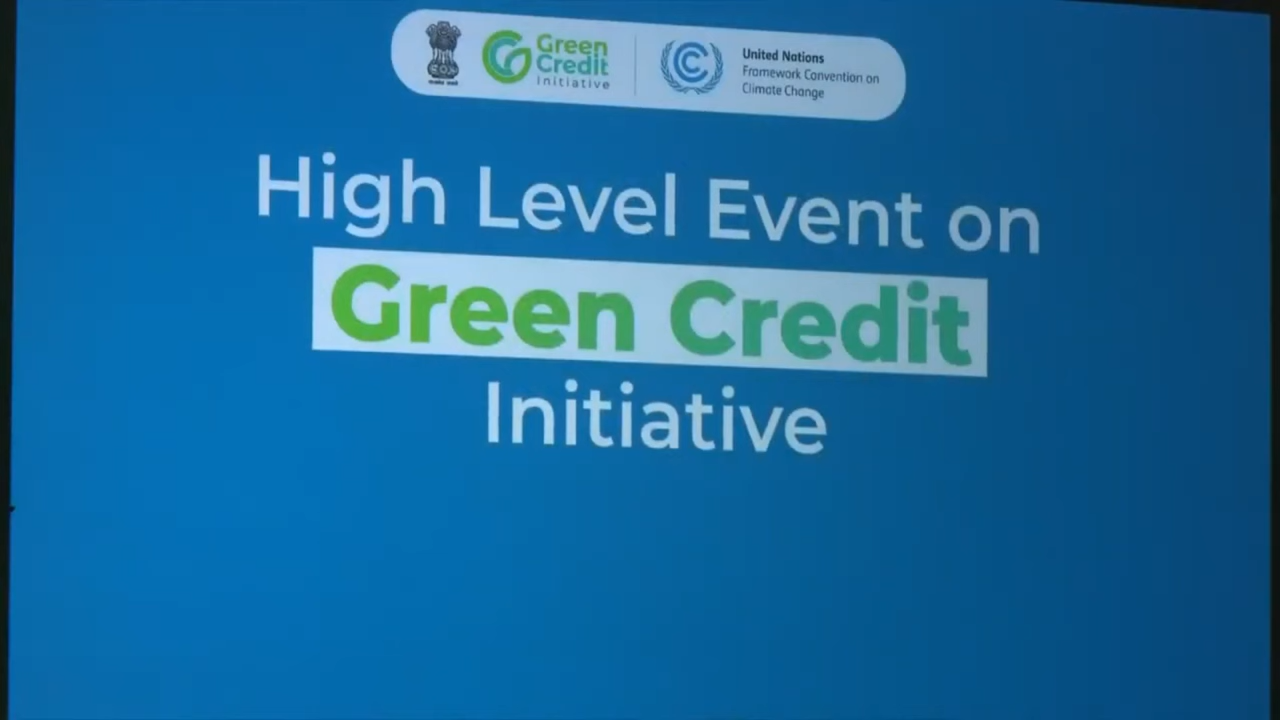 Green
Credit
Initiative
United Nations
Framework Convention on
Climate Change
High Level Event on
Green Credit
Initiative